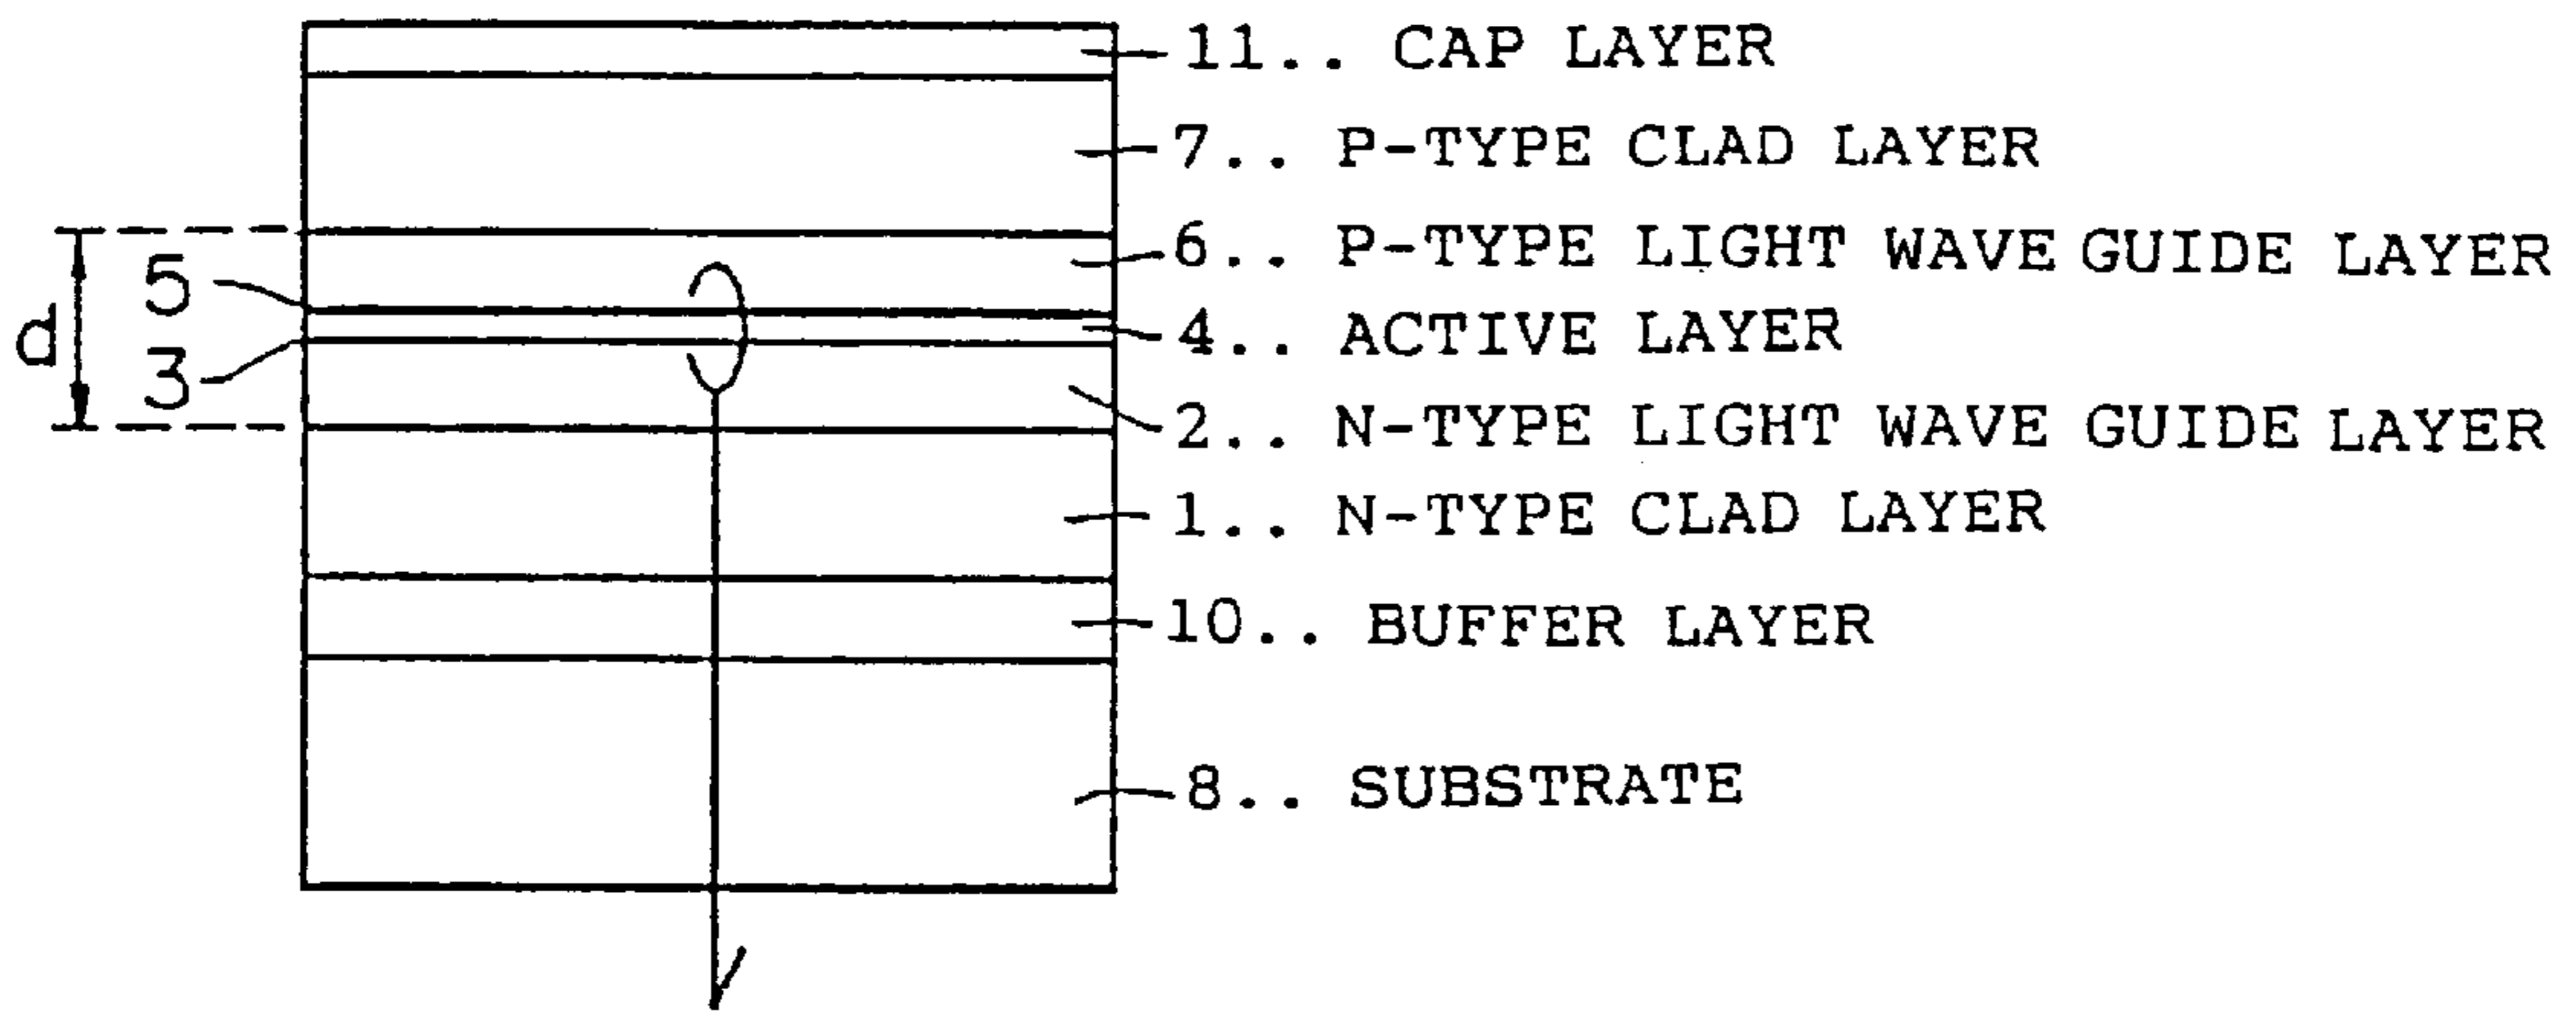 11.. CAP LAYER
7.. P-TYPE CLAD LAYER
6.. P-TYPE LIGHT WAVE GUIDE LAYER
5
4.. ACTIVE LAYER
d
3
2.. N-TYPE LIGHT WAVE GUIDE LAYER
1.. N-TYPE CLAD LAYER
10.. BUFFER LAYER
8.. SUBSTRATE